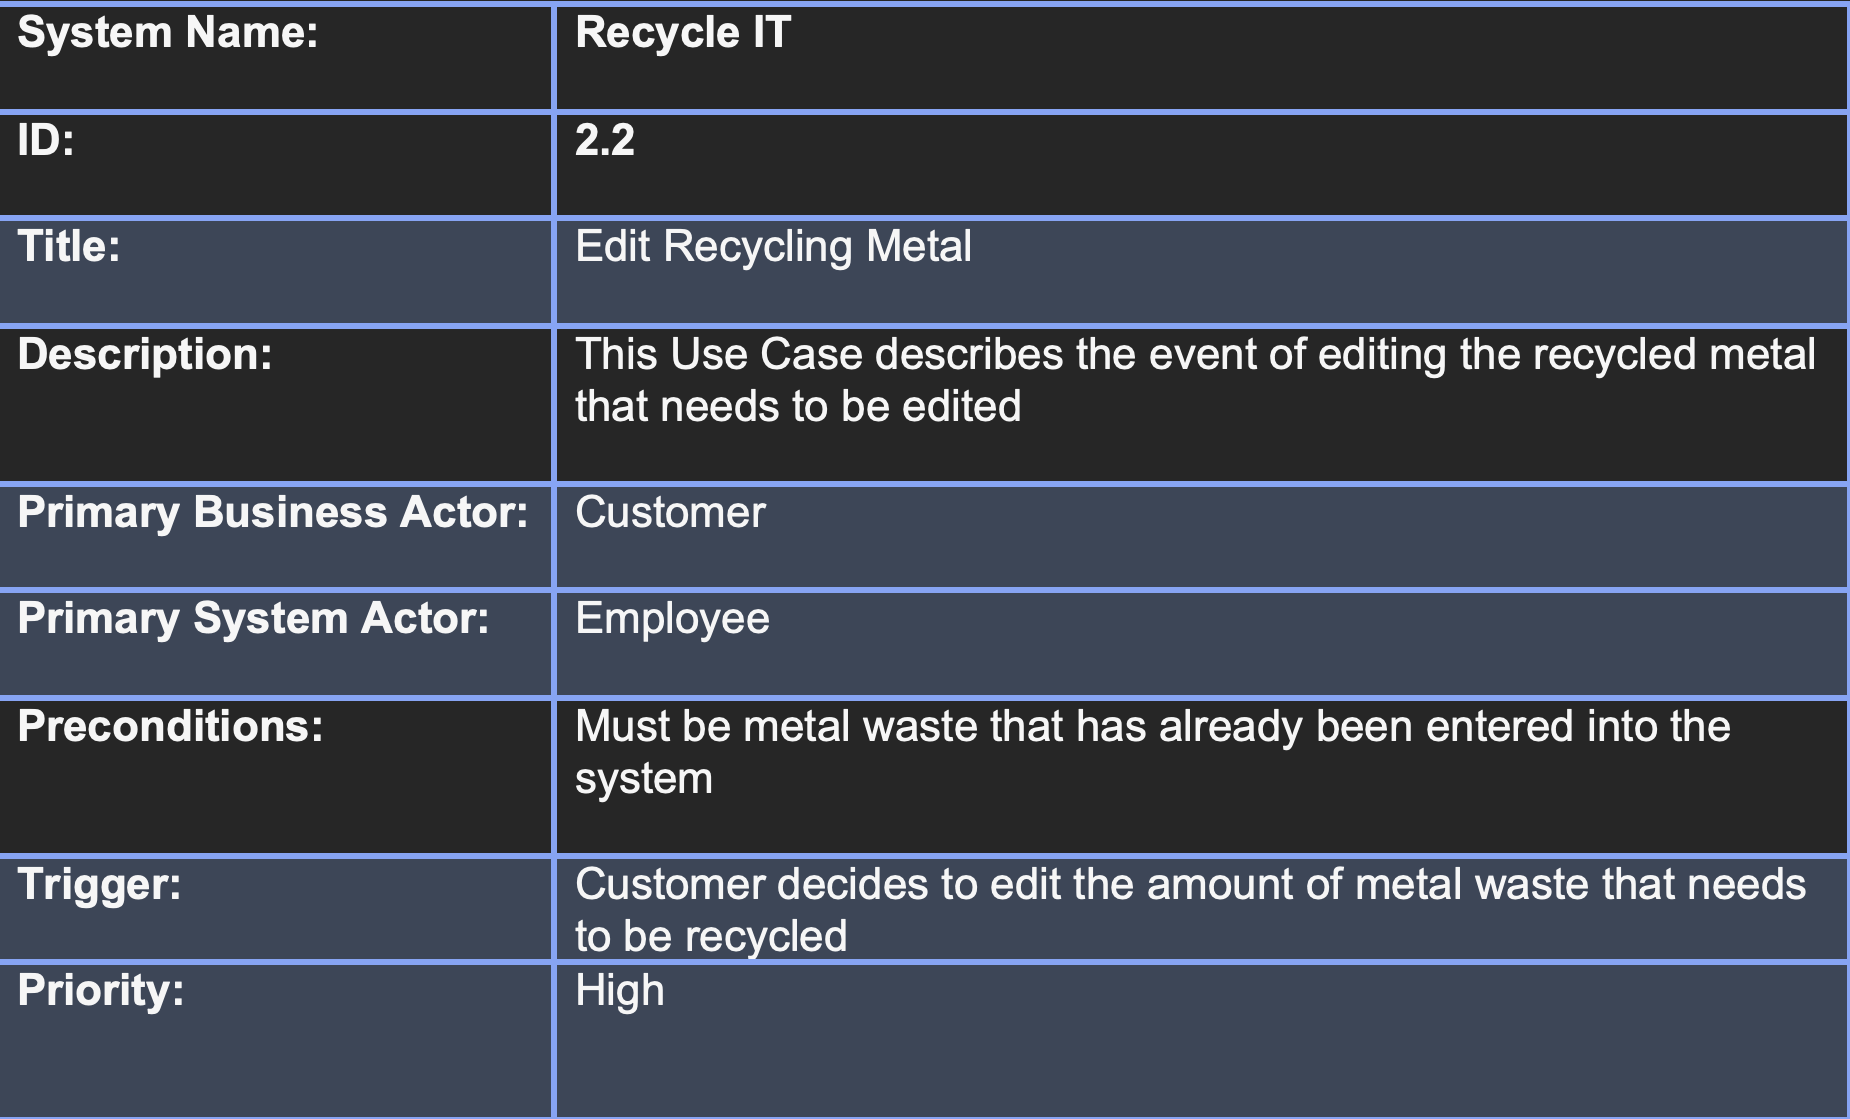 System Name: Recycle IT
ID: 2.2
Title: Edit Recycling Metal
Description: This Use Case describes the event of editing the recycled metal
that needs to be edited
Primary Business Actor: Customer
Primary System Actor: Employee
Preconditions: Must be metal waste that has already been entered into the
system
Trigger: Customer decides to edit the amount of metal waste that needs
to be recycled
Priority: High